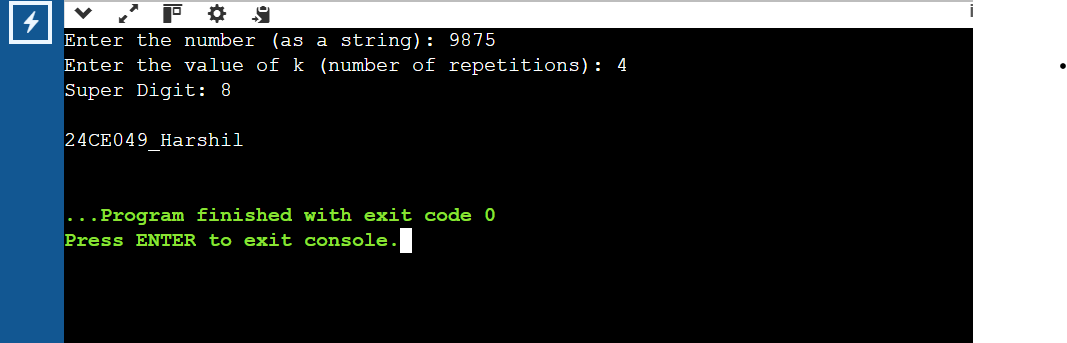 Enter the number (as a string): 9875
Enter the value of k (number of repetitions): 4
Super Digit: 8
24CE049_Harshil
...Program finished with exit code 0
Press ENTER to exit console.